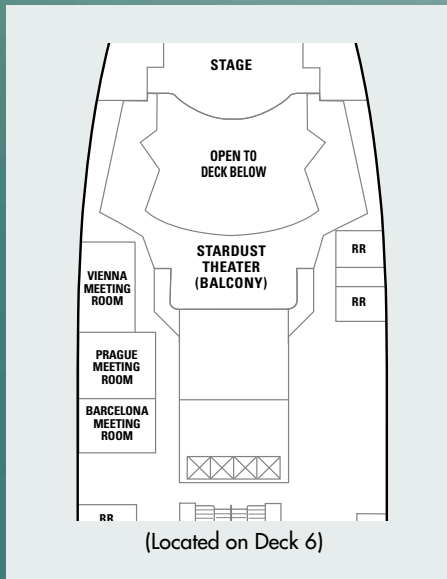 STAGE
OPEN TO
DECK BELOW
STARDUST
THEATER
(BALCONY)
RR
RR
VIENNA
MEETING
ROOM
PRAGUE
MEETING
ROOM
BARCELONA
MEETING
ROOM
RR
(Located on Deck 6)